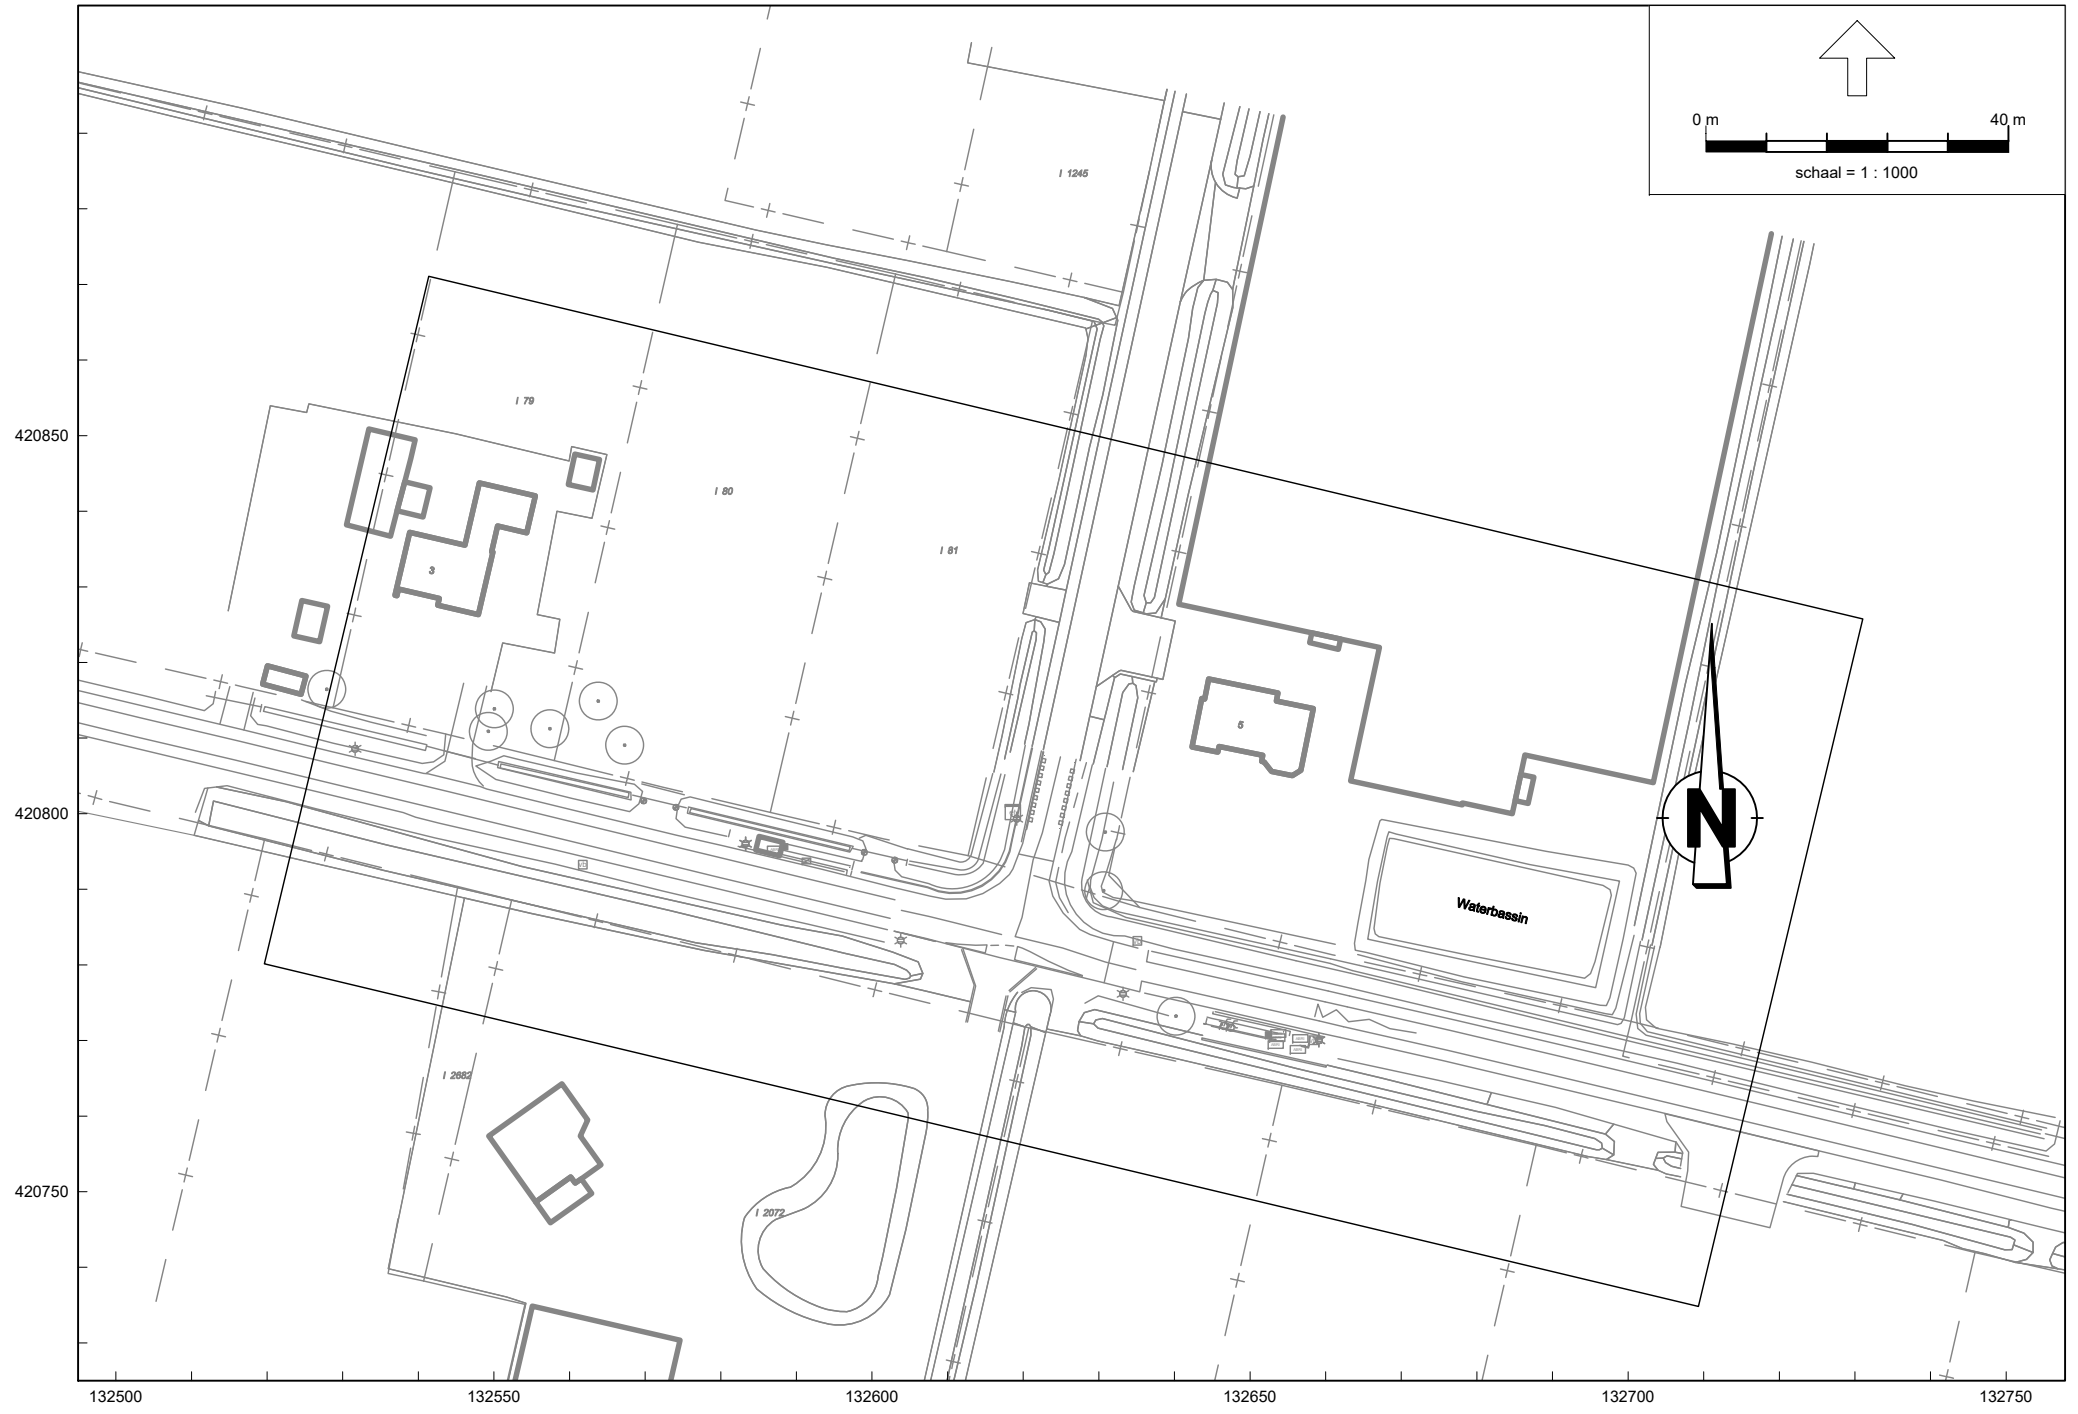 0 m 40 m
schaal = 1 : 1000
I 1245
I 79
420850
I 80
I 81
3
5
420800
N
Waterbassin
I 2682
420750
I 2072
132500 132550 132600 132650 132700 132750